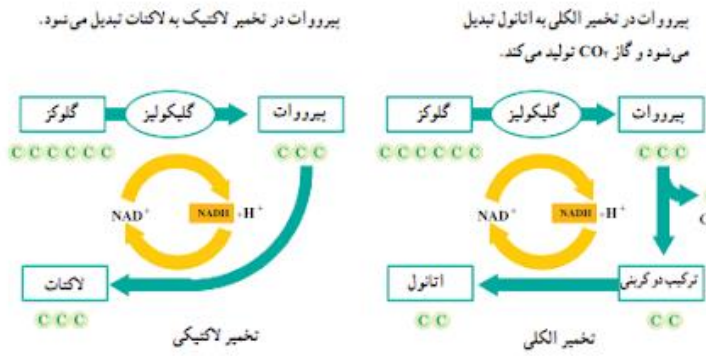 پیرووات در تخمیر الکلی به اتانول تبدیل
می‌شود و گاز CO₂ تولید می‌کند.
گلوکز
گلیکولیز
پیرووات
C C C C C C
C C C
NAD⁺
NADH + H⁺
C
ترکیب دو کربنی
اتانول
C C
C C
تخمیر الکلی
پیرووات در تخمیر لاکتیک به لاکتات تبدیل می‌شود.
گلوکز
گلیکولیز
پیرووات
C C C C C C
C C C
NAD⁺
NADH + H⁺
لاکتات
C C C
تخمیر لاکتیکی